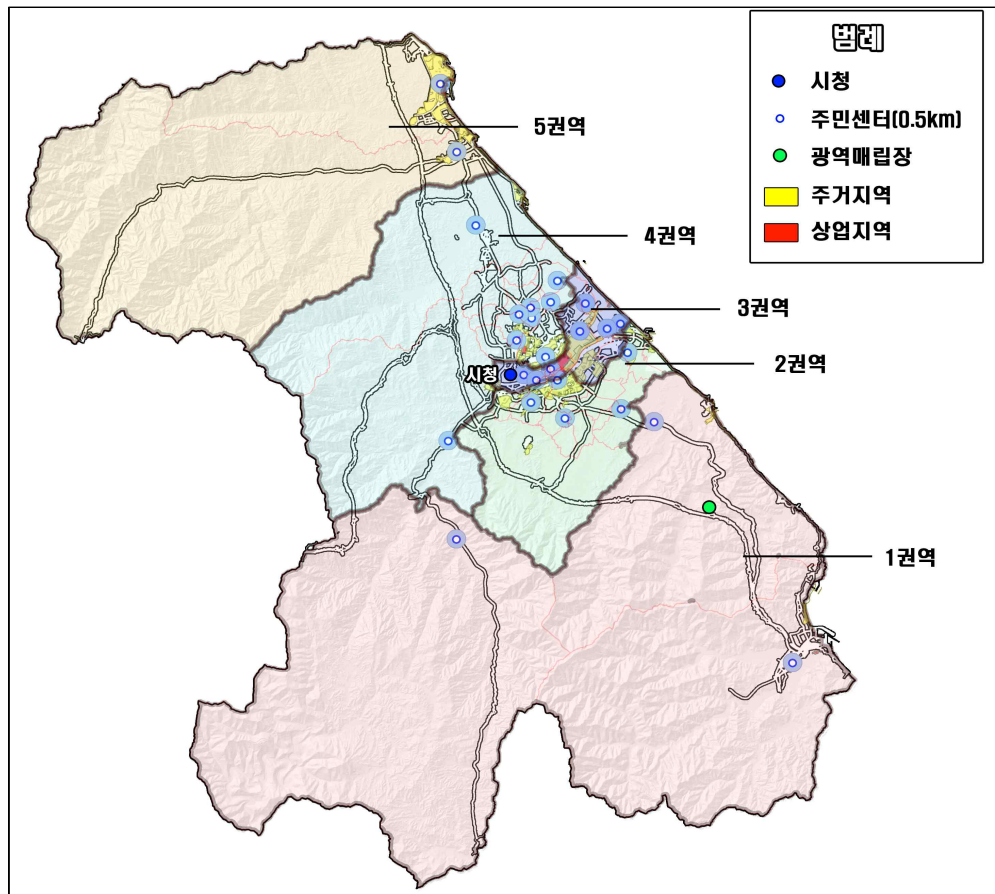 범례
시청
주민센터(0.5km)
광역매립장
주거지역
상업지역
5권역
4권역
3권역
2권역
시청
1권역